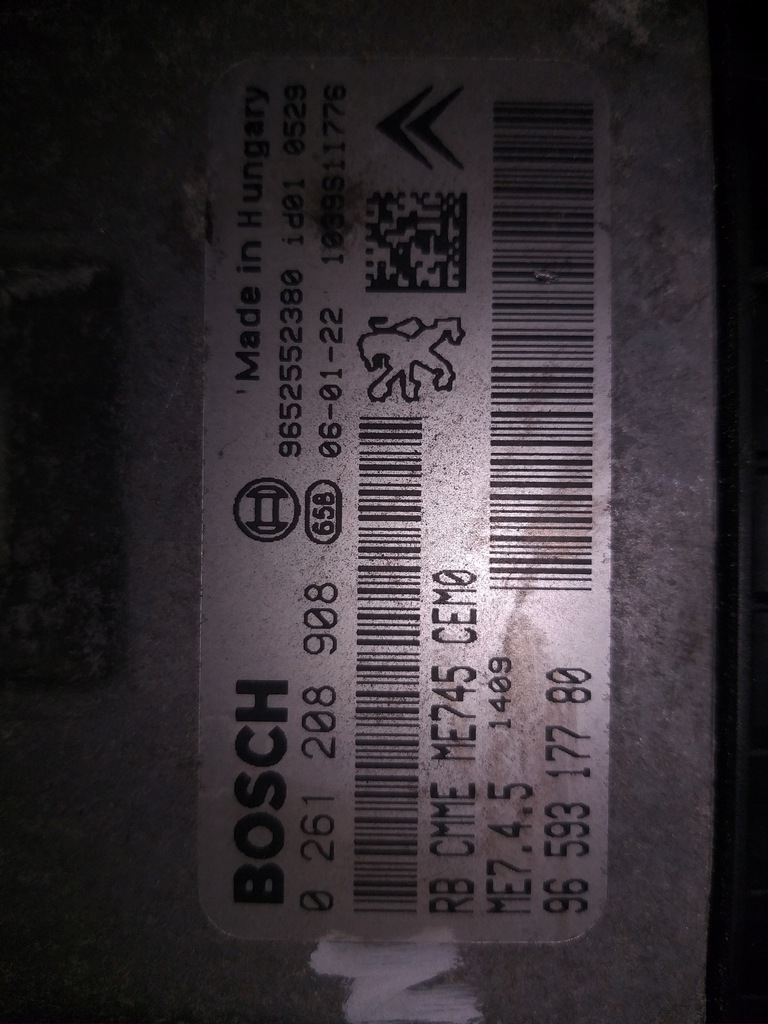 BOSCH
0 261 208 908
Made in Hungary
9652552380 id01 0529
658 06-01-22 1039S11776
RB CMME ME745 CEM0
ME7.4.5 1409
96 593 177 80